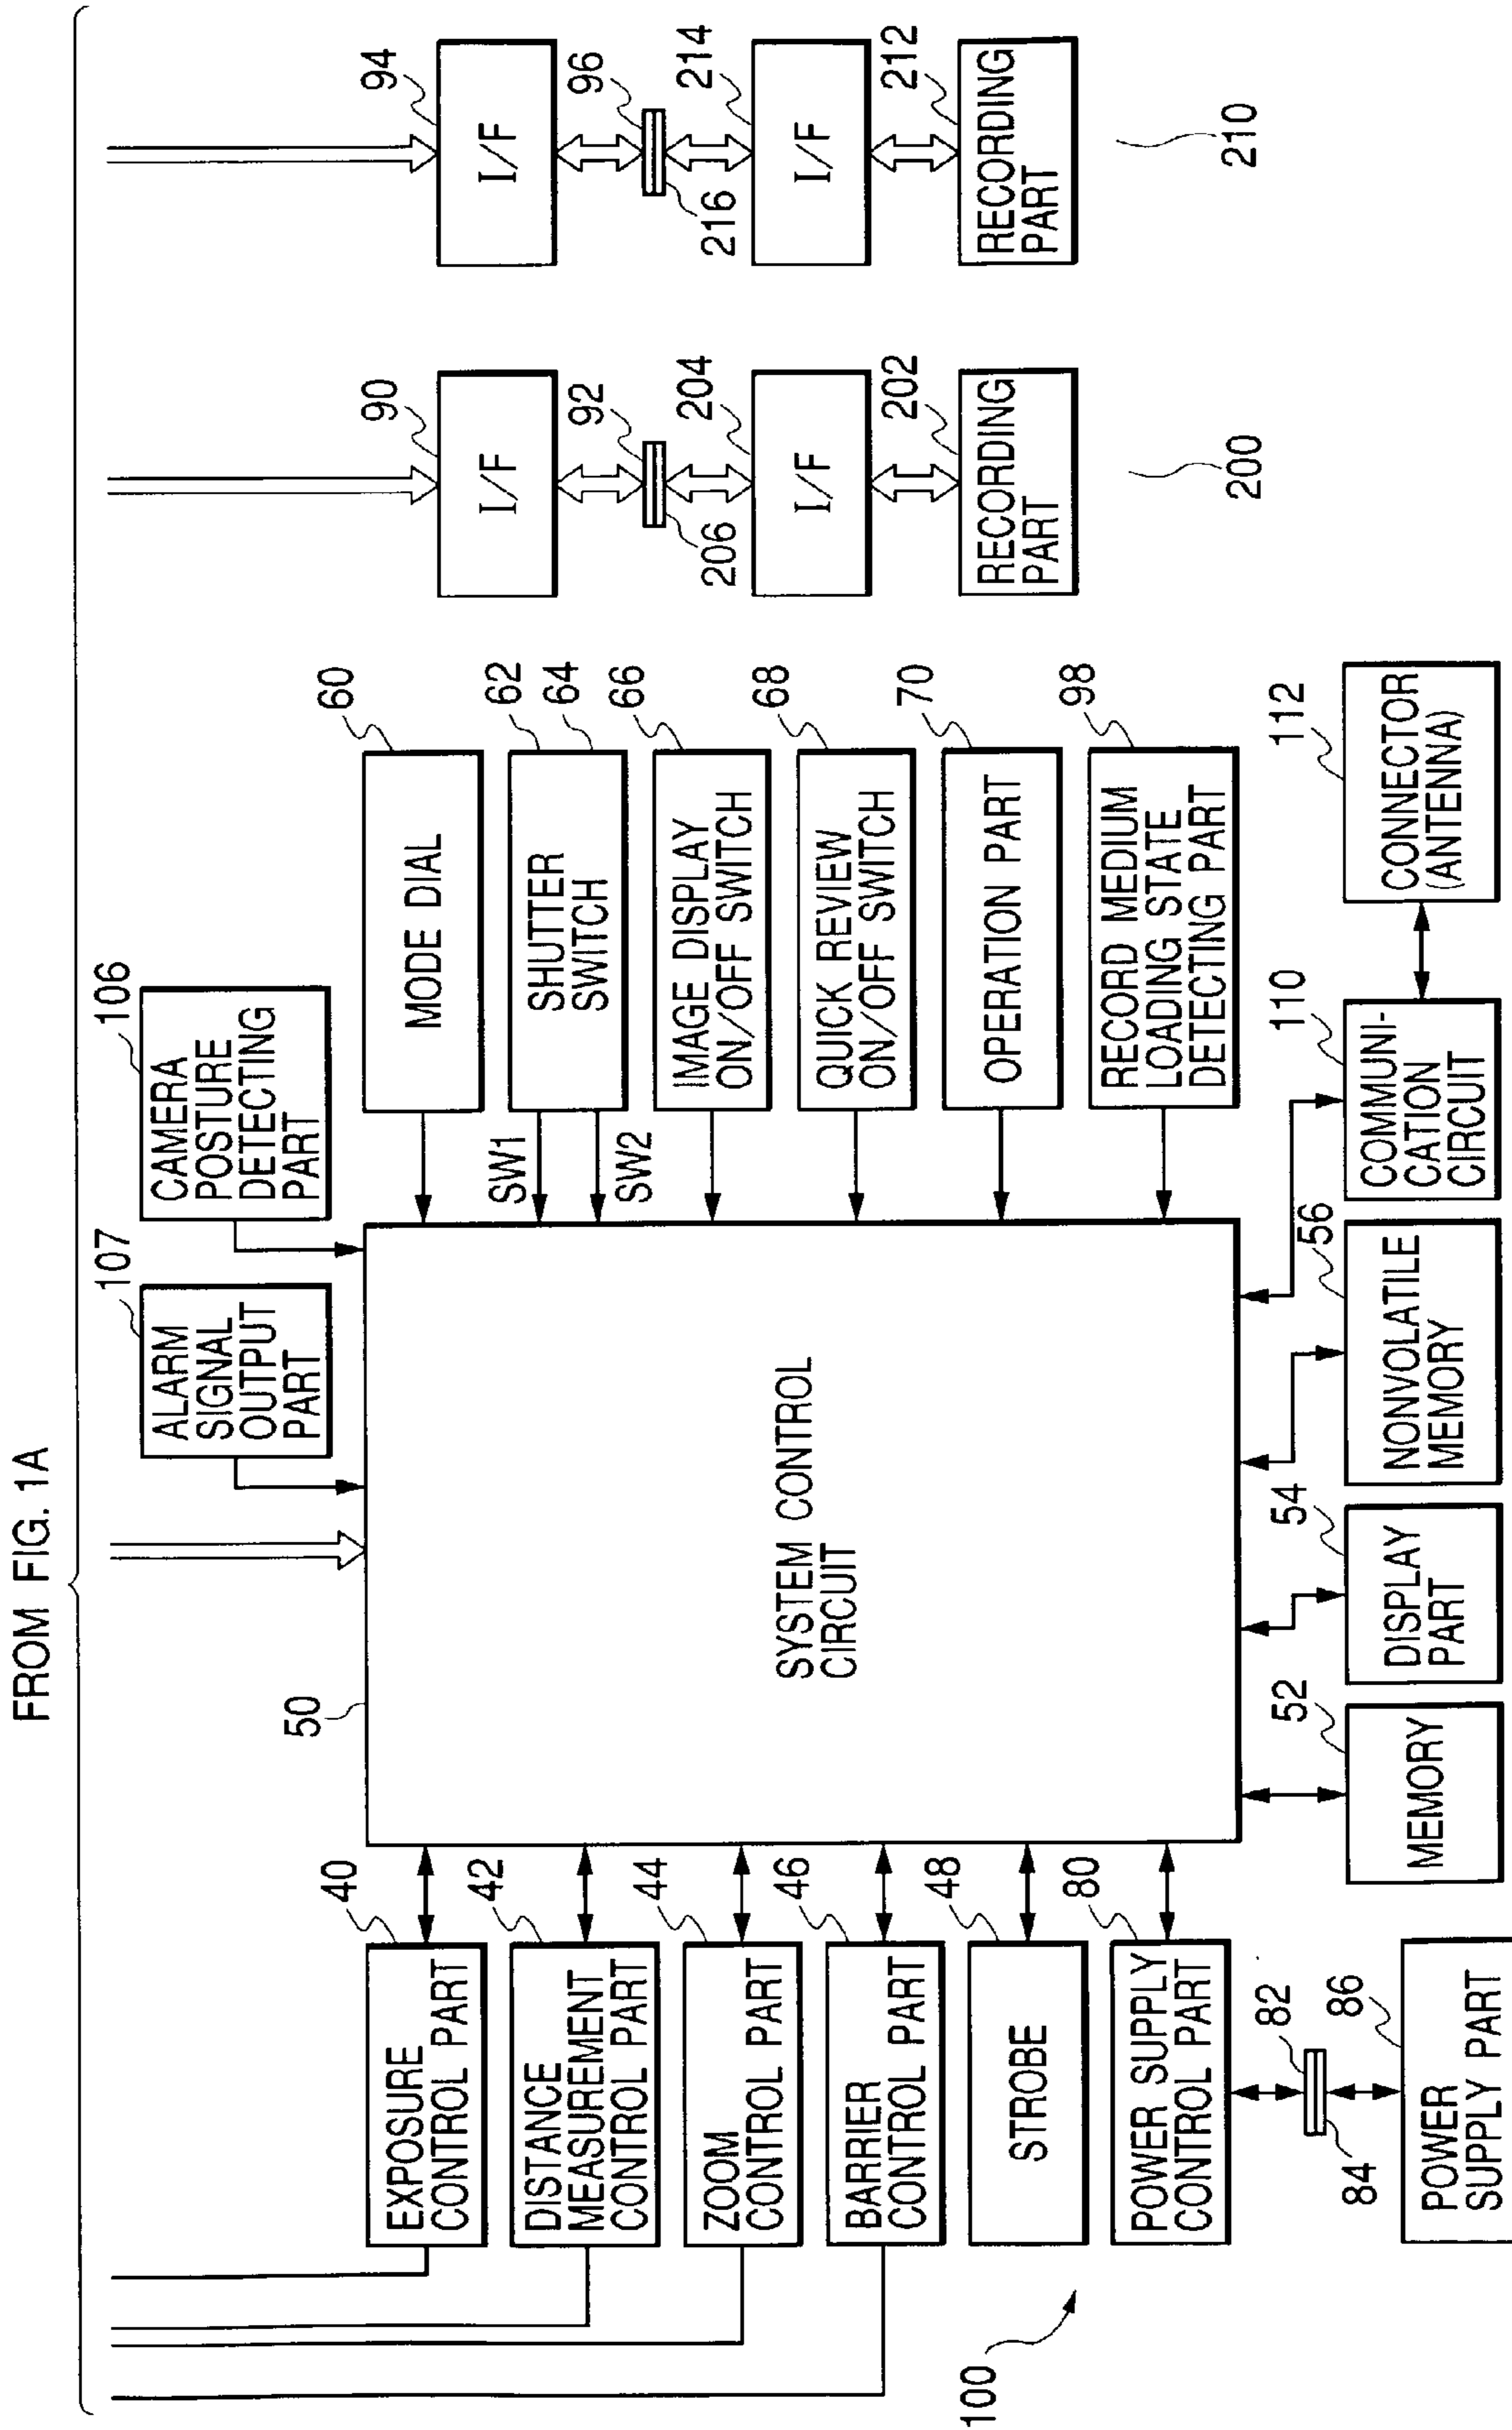 FROM FIG. 1A
107
ALARM
SIGNAL
OUTPUT
PART
106
CAMERA
POSTURE
DETECTING
PART
50
SYSTEM CONTROL
CIRCUIT
40
EXPOSURE
CONTROL PART
42
DISTANCE
MEASUREMENT
CONTROL PART
44
ZOOM
CONTROL PART
46
BARRIER
CONTROL PART
48
STROBE
80
POWER SUPPLY
CONTROL PART
82
84
86
POWER
SUPPLY PART
100
60
MODE DIAL
62
64
SHUTTER
SWITCH
SW1
SW2
66
IMAGE DISPLAY
ON/OFF SWITCH
68
QUICK REVIEW
ON/OFF SWITCH
70
OPERATION PART
98
RECORD MEDIUM
LOADING STATE
DETECTING PART
52
MEMORY
54
DISPLAY
PART
56
NONVOLATILE
MEMORY
110
COMMUNI-
CATION
CIRCUIT
112
CONNECTOR
(ANTENNA)
90
I/F
92
206
204
I/F
202
RECORDING
PART
200
94
I/F
96
216
214
I/F
212
RECORDING
PART
210